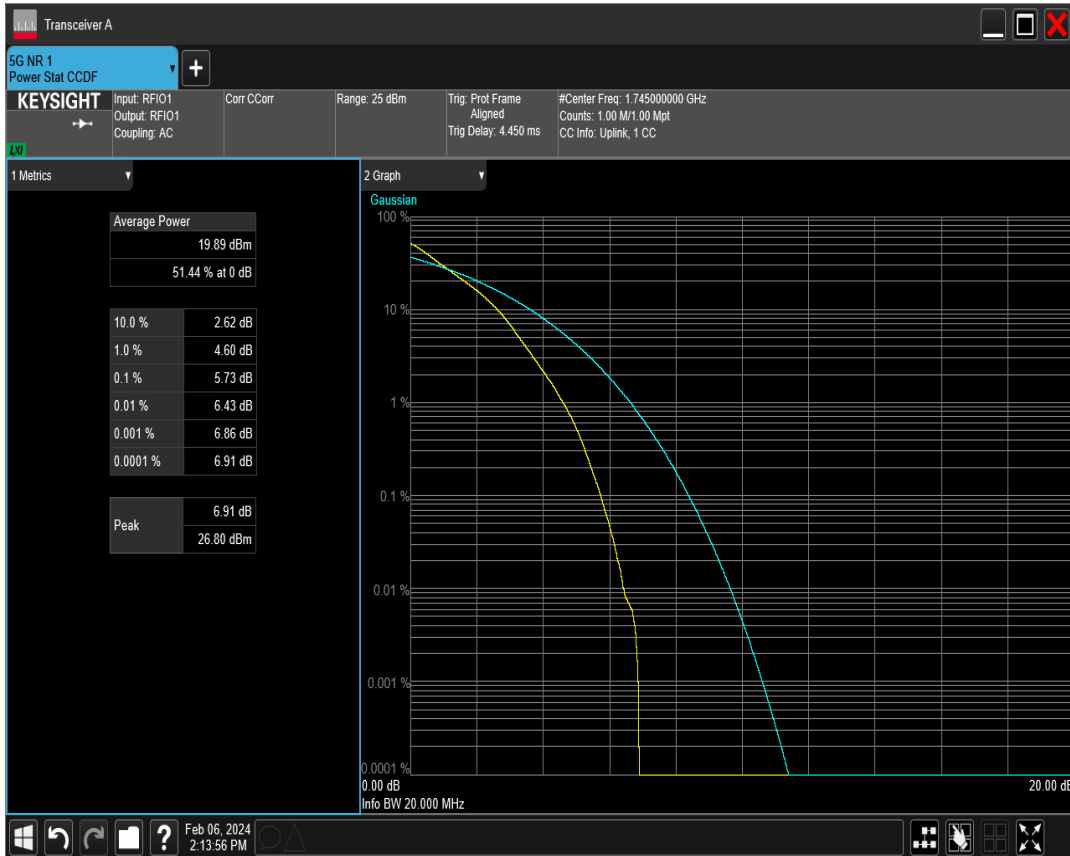 Transceiver A
5G NR 1
Power Stat CCDF
KEYSIGHT
LXI
Input: RFIO1
Output: RFIO1
Coupling: AC
Corr CCorr
Range: 25 dBm
Trig: Prot Frame
Aligned
Trig Delay: 4.450 ms
#Center Freq: 1.745000000 GHz
Counts: 1.00 M/1.00 Mpt
CC Info: Uplink, 1 CC
1 Metrics
Average Power
19.89 dBm
51.44 % at 0 dB
10.0 % 2.62 dB
1.0 % 4.60 dB
0.1 % 5.73 dB
0.01 % 6.43 dB
0.001 % 6.86 dB
0.0001 % 6.91 dB
Peak 6.91 dB
26.80 dBm
2 Graph
Gaussian
100 %
10 %
1 %
0.1 %
0.01 %
0.001 %
0.0001 %
0.00 dB 20.00 dB
Info BW 20.000 MHz
? Feb 06, 2024
2:13:56 PM